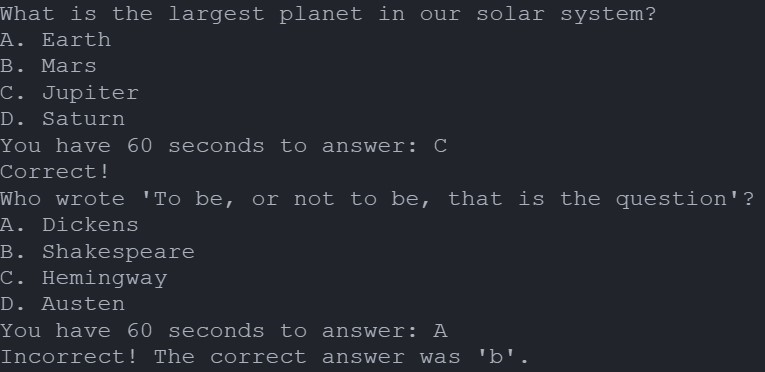 What is the largest planet in our solar system?
A. Earth
B. Mars
C. Jupiter
D. Saturn
You have 60 seconds to answer: C
Correct!
Who wrote 'To be, or not to be, that is the question'?
A. Dickens
B. Shakespeare
C. Hemingway
D. Austen
You have 60 seconds to answer: A
Incorrect! The correct answer was 'b'.